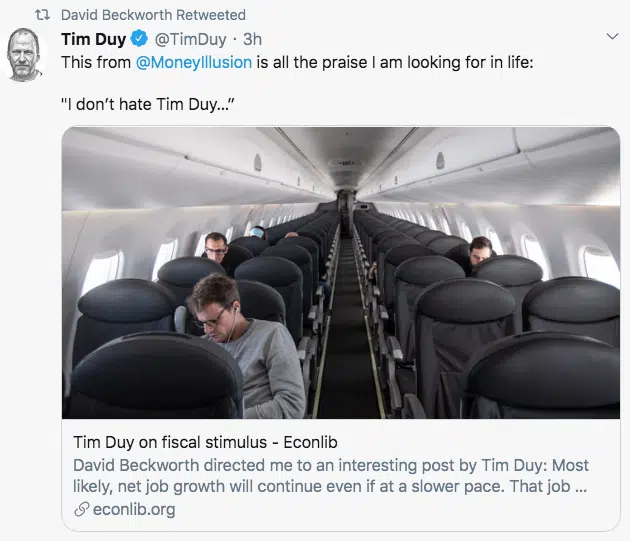 David Beckworth Retweeted
Tim Duy @TimDuy · 3h
This from @MoneyIllusion is all the praise I am looking for in life:
"I don’t hate Tim Duy...”
Tim Duy on fiscal stimulus - Econlib
David Beckworth directed me to an interesting post by Tim Duy: Most
likely, net job growth will continue even if at a slower pace. That job ...
econlib.org